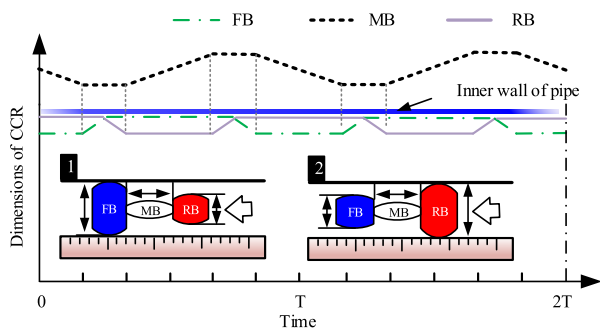 FB MB RB
Inner wall of pipe
Dimensions of CCR
1 2
FB MB RB
FB MB RB
0 T 2T
Time